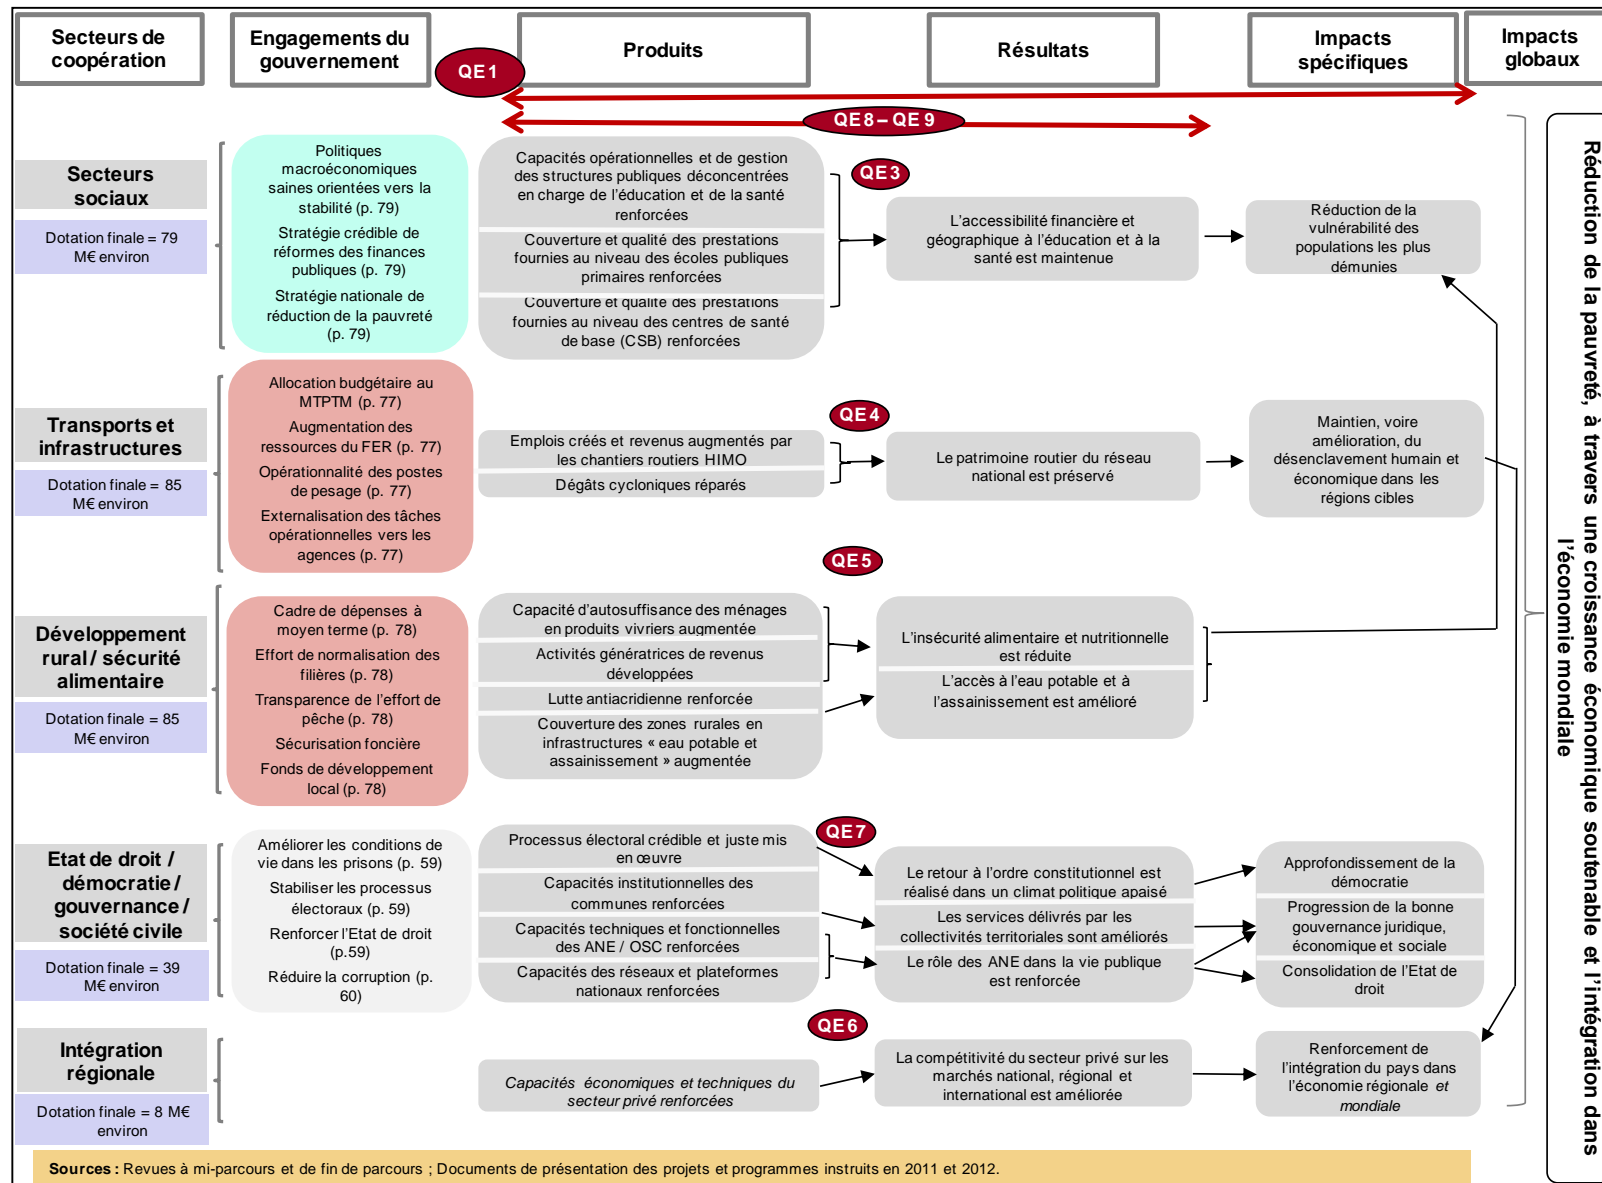 Secteurs de
coopération
Engagements du
gouvernement
Produits
Résultats
Impacts
spécifiques
Impacts
globaux
QE1
QE8 – QE9
Secteurs
sociaux
Dotation finale = 79
M€ environ
Politiques
macroéconomiques
saines orientées vers la
stabilité (p. 79)
Stratégie crédible de
réformes des finances
publiques (p. 79)
Stratégie nationale de
réduction de la pauvreté
(p. 79)
Capacités opérationnelles et de gestion
des structures publiques déconcentrées
en charge de l'éducation et de la santé
renforcées
Couverture et qualité des prestations
fournies au niveau des écoles publiques
primaires renforcées
Couverture et qualité des prestations
fournies au niveau des centres de santé
de base (CSB) renforcées
QE3
L'accessibilité financière et
géographique à l'éducation et à la
santé est maintenue
Réduction de la
vulnérabilité des
populations les plus
démunies
Transports et
infrastructures
Dotation finale = 85
M€ environ
Allocation budgétaire au
MTPTM (p. 77)
Augmentation des
ressources du FER (p. 77)
Opérationnalité des postes
de pesage (p. 77)
Externalisation des tâches
opérationnelles vers les
agences (p. 77)
Emplois créés et revenus augmentés par
les chantiers routiers HIMO
Dégâts cycloniques réparés
QE4
Le patrimoine routier du réseau
national est préservé
Maintien, voire
amélioration, du
désenclavement humain et
économique dans les
régions cibles
Développement
rural / sécurité
alimentaire
Dotation finale = 85
M€ environ
Cadre de dépenses à
moyen terme (p. 78)
Effort de normalisation des
filières (p. 78)
Transparence de l'effort de
pêche (p. 78)
Sécurisation foncière
Fonds de développement
local (p. 78)
Capacité d'autosuffisance des ménages
en produits vivriers augmentée
Activités génératrices de revenus
développées
Lutte antiacridienne renforcée
Couverture des zones rurales en
infrastructures « eau potable et
assainissement » augmentée
QE5
L'insécurité alimentaire et nutritionnelle
est réduite
L'accès à l'eau potable et à
l'assainissement est amélioré
Etat de droit /
démocratie /
gouvernance /
société civile
Dotation finale = 39
M€ environ
Améliorer les conditions de
vie dans les prisons (p. 59)
Stabiliser les processus
électoraux (p. 59)
Renforcer l'Etat de droit
(p.59)
Réduire la corruption (p.
60)
Processus électoral crédible et juste mis
en œuvre
Capacités institutionnelles des
communes renforcées
Capacités techniques et fonctionnelles
des ANE / OSC renforcées
Capacités des réseaux et plateformes
nationaux renforcées
QE7
Le retour à l'ordre constitutionnel est
réalisé dans un climat politique apaisé
Les services délivrés par les
collectivités territoriales sont améliorés
Le rôle des ANE dans la vie publique
est renforcée
Approfondissement de la
démocratie
Progression de la bonne
gouvernance juridique,
économique et sociale
Consolidation de l'Etat de
droit
Intégration
régionale
Dotation finale = 8 M€
environ
Capacités économiques et techniques du
secteur privé renforcées
QE6
La compétitivité du secteur privé sur les
marchés national, régional et
international est améliorée
Renforcement de
l'intégration du pays dans
l'économie régionale et
mondiale
Réduction de la pauvreté, à travers une croissance économique soutenable et l'intégration dans
l'économie mondiale
Sources : Revues à mi-parcours et de fin de parcours ; Documents de présentation des projets et programmes instruits en 2011 et 2012.